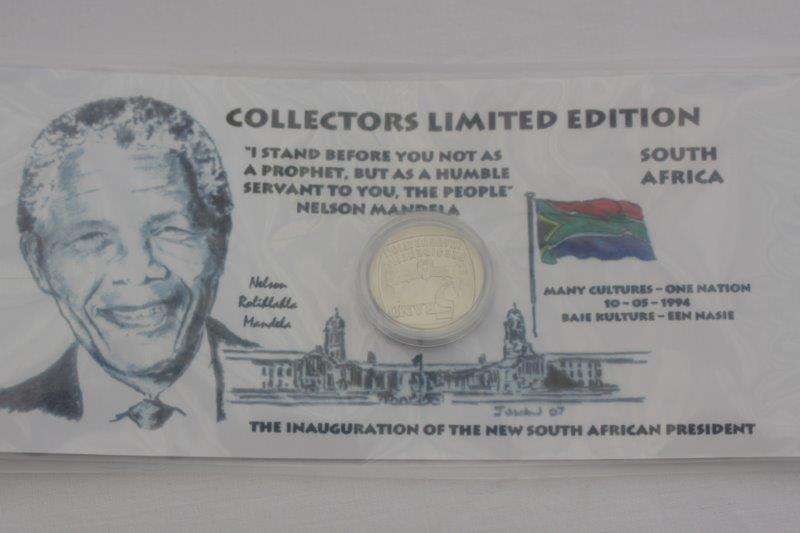 COLLECTORS LIMITED EDITION
"I STAND BEFORE YOU NOT AS
A PROPHET, BUT AS A HUMBLE
SERVANT TO YOU, THE PEOPLE"
NELSON MANDELA
SOUTH
AFRICA
Nelson
Rolihlahla
Mandela
MANY CULTURES - ONE NATION
10 - 05 - 1994
BAIE KULTURE - EEN NASIE
THE INAUGURATION OF THE NEW SOUTH AFRICAN PRESIDENT